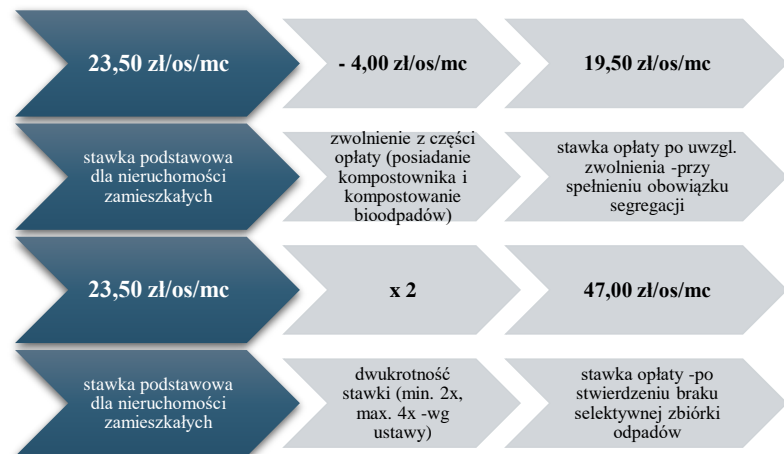 23,50 zł/os/mc
- 4,00 zł/os/mc
19,50 zł/os/mc
stawka podstawowa
dla nieruchomości
zamieszkałych
zwolnienie z części
opłaty (posiadanie
kompostownika i
kompostowanie
bioodpadów)
stawka opłaty po uwzgl.
zwolnienia -przy
spełnieniu obowiązku
segregacji
23,50 zł/os/mc
x 2
47,00 zł/os/mc
stawka podstawowa
dla nieruchomości
zamieszkałych
dwukrotność
stawki (min. 2x,
max. 4x -wg
ustawy)
stawka opłaty -po
stwierdzeniu braku
selektywnej zbiórki
odpadów